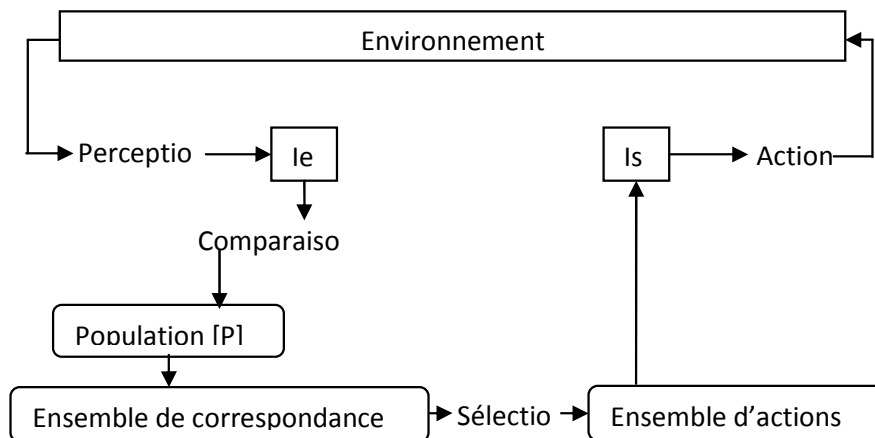 Environnement
Perceptio
Ie
Is
Action
Comparaiso
Population [P]
Ensemble de correspondance
Sélectio
Ensemble d'actions